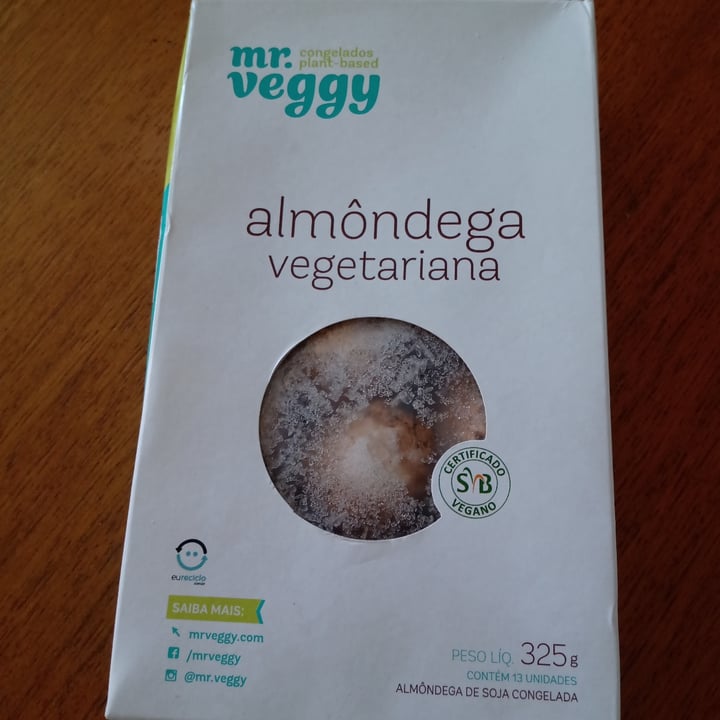 mr. congelados
plant-based
veggy
almôndega
vegetariana
CERTIFICADO
SVB
VEGANO
eureciclo
SAIBA MAIS:
mrveggy.com
/mrveggy
@mr.veggy
PESO LÍQ. 325g
CONTÉM 13 UNIDADES
ALMÔNDEGA DE SOJA CONGELADA